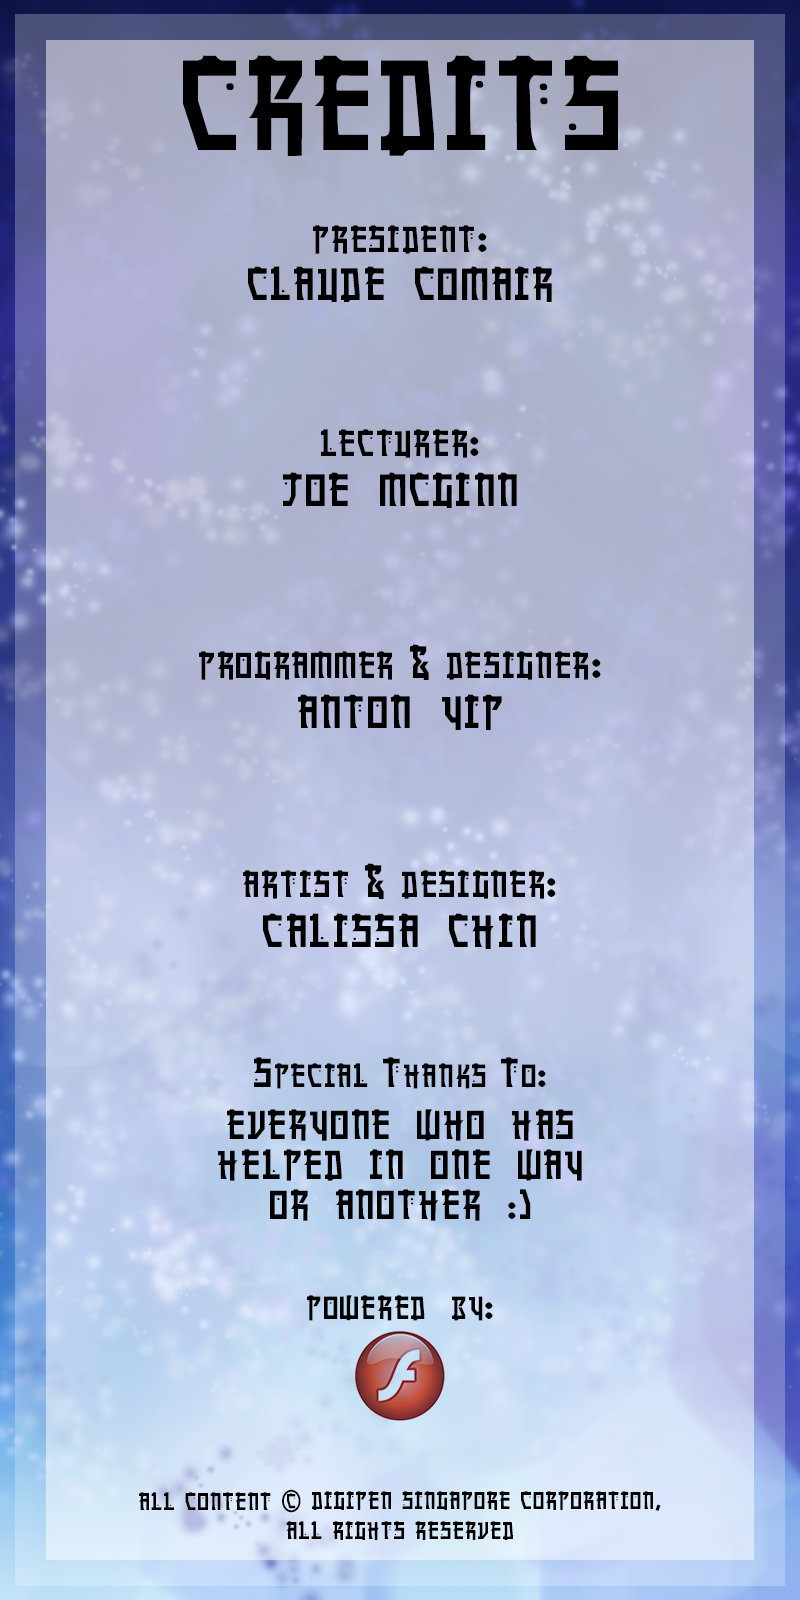 CREDITS
PRESIDENT:
CLAUDE COMAIR
LECTURER:
JOE MCGINN
PROGRAMMER & DESIGNER:
ANTON YIP
ARTIST & DESIGNER:
CALISSA CHIN
SPECIAL THANKS TO:
EVERYONE WHO HAS
HELPED IN ONE WAY
OR ANOTHER :)
POWERED BY:
f
ALL CONTENT © DIGIPEN SINGAPORE CORPORATION,
ALL RIGHTS RESERVED